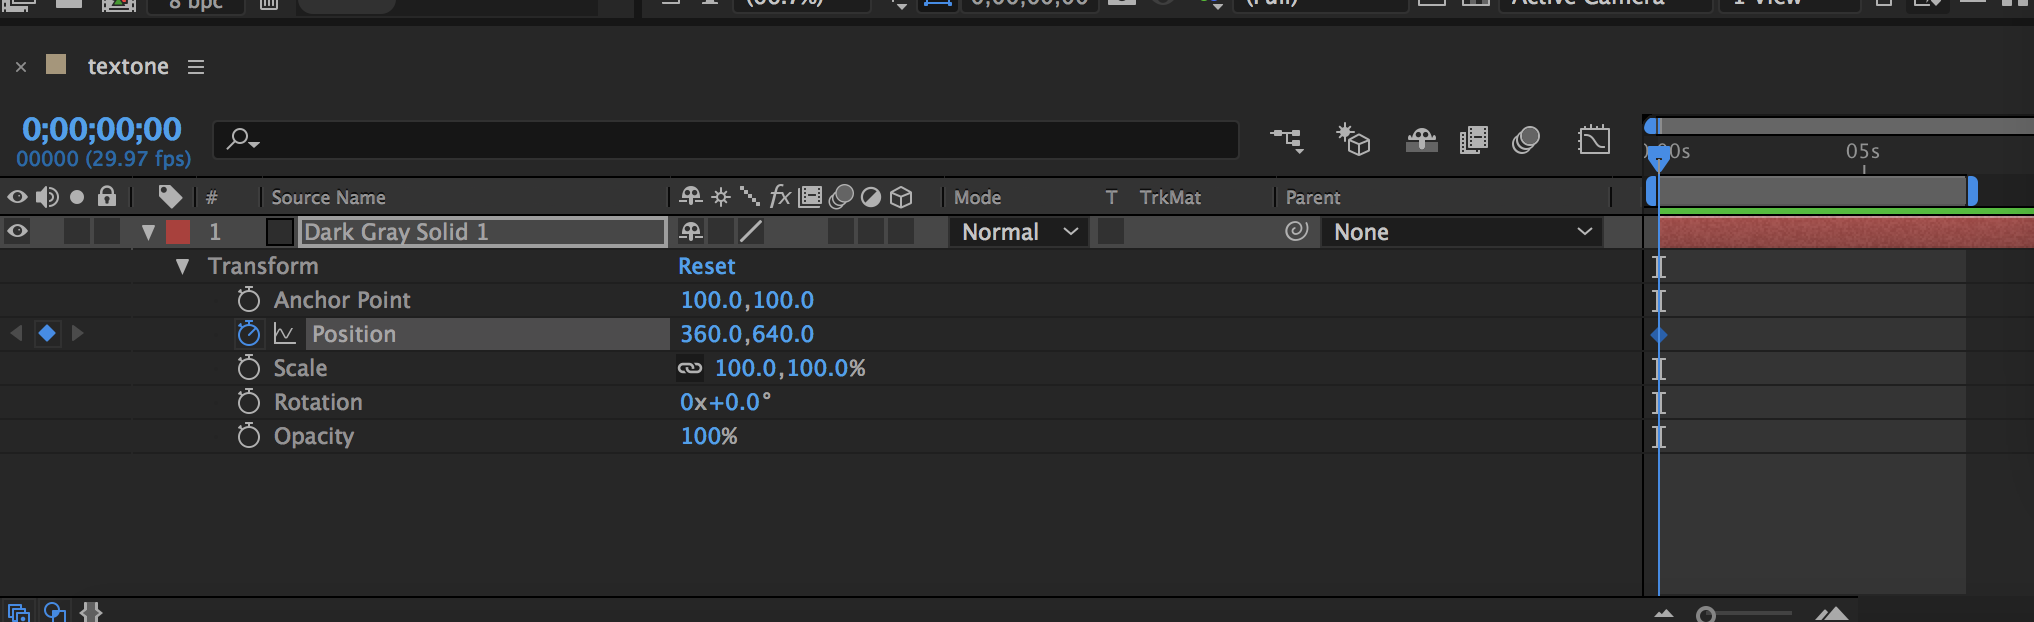 8 bpc (66.7%) 0;00;00;00 (Full) Active Camera 1 View
× textone
0;00;00;00
00000 (29.97 fps)
05s
# Source Name fx Mode T TrkMat Parent
1 Dark Gray Solid 1 Normal None
Transform Reset
Anchor Point 100.0,100.0
Position 360.0,640.0
Scale 100.0,100.0%
Rotation 0x+0.0°
Opacity 100%